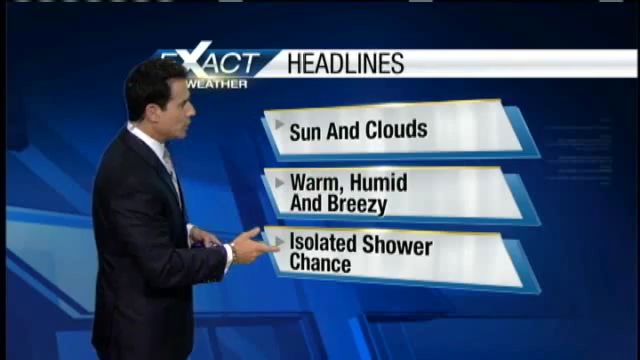 EXACT
WEATHER
HEADLINES
Sun And Clouds
Warm, Humid
And Breezy
Isolated Shower
Chance